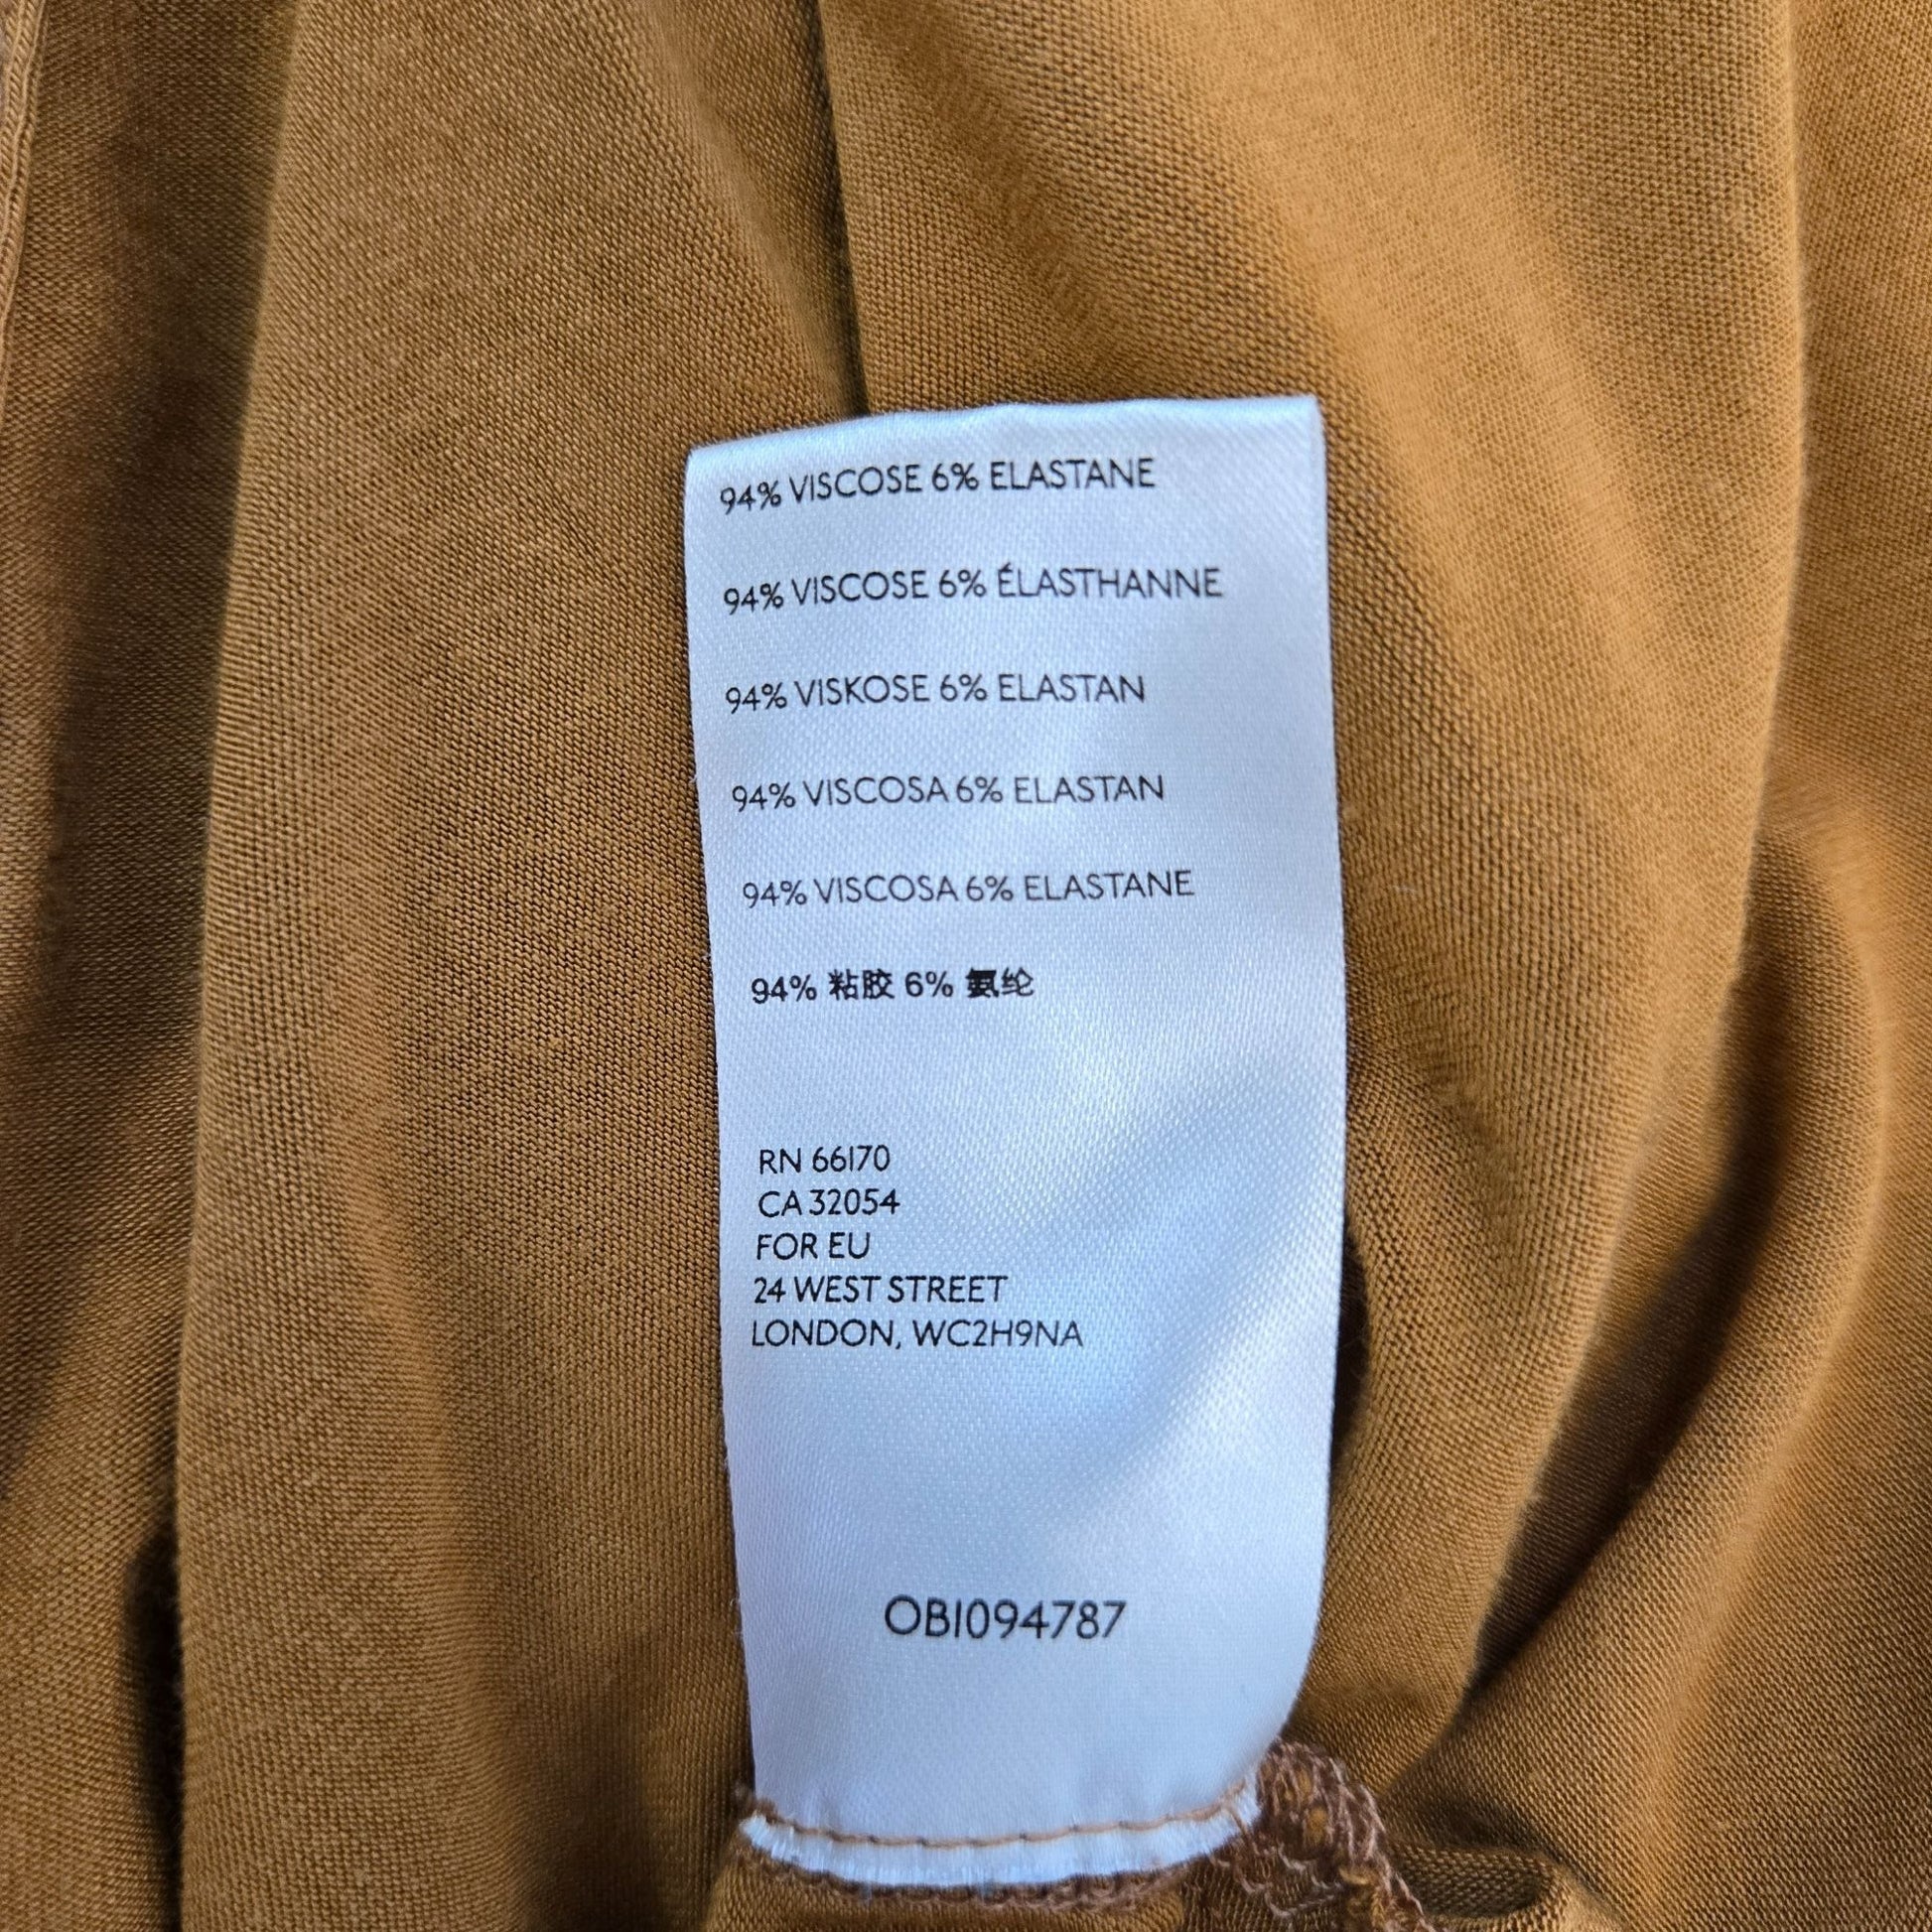 94% VISCOSE 6% ELASTANE
94% VISCOSE 6% ÉLASTHANNE
94% VISKOSE 6% ELASTAN
94% VISCOSA 6% ELASTAN
94% VISCOSA 6% ELASTANE
94% 粘胶 6% 氨纶
RN 66170
CA 32054
FOR EU
24 WEST STREET
LONDON, WC2H9NA
OB1094787